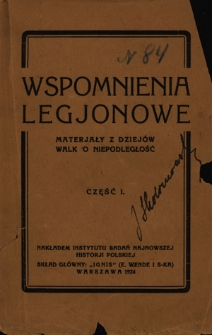 N 84
WSPOMNIENIA
LEGJONOWE
MATERJAŁY Z DZIEJÓW
WALK O NIEPODLEGŁOŚĆ
CZĘŚĆ I.
NAKŁADEM INSTYTUTU BADAŃ NAJNOWSZEJ
HISTORJI POLSKIEJ
SKŁAD GŁÓWNY: „IGNIS" (E. WENDE I S-KA)
WARSZAWA 1924